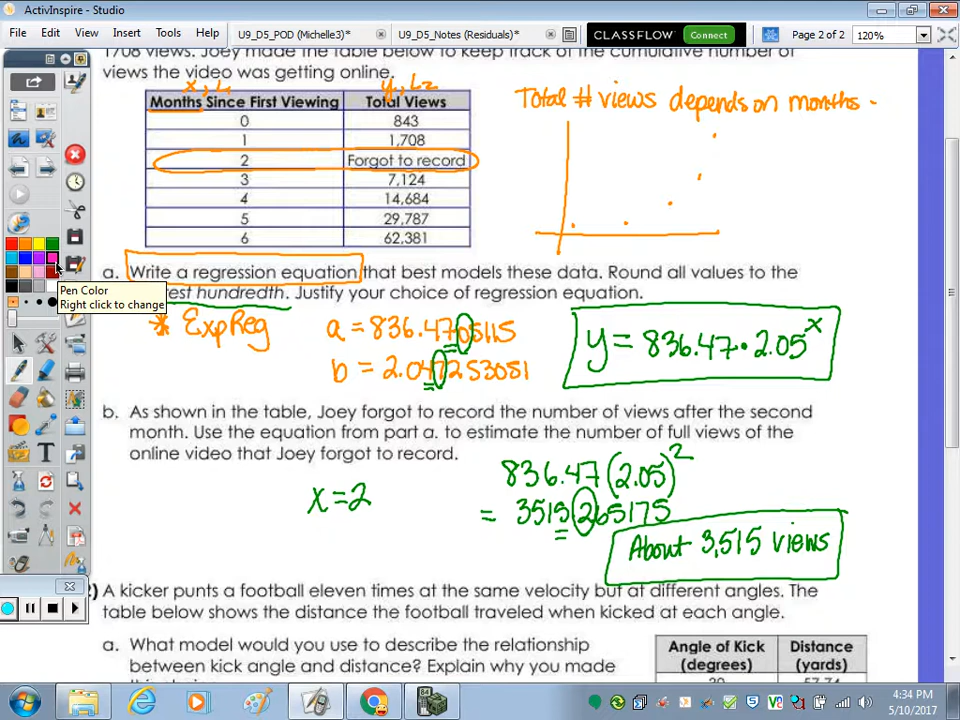 ActivInspire - Studio
File Edit View Insert Tools Help U9_D5_POD (Michelle3)* U9_D5_Notes (Residuals)* CLASSFLOW Connect Page 2 of 2 120%
1708 views. Joey made the table below to keep track of the cumulative number of
views the video was getting online.
x, L1 y, L2
Months Since First Viewing Total Views
0 843
1 1,708
2 Forgot to record
3 7,124
4 14,684
5 29,787
6 62,381
Total # views depends on months.
a. Write a regression equation that best models these data. Round all values to the
rest hundredth. Justify your choice of regression equation.
Pen Color
Right click to change
* ExpReg a = 836.4705115
b = 2.047253081
y = 836.47 · 2.05^x
b. As shown in the table, Joey forgot to record the number of views after the second
month. Use the equation from part a. to estimate the number of full views of the
online video that Joey forgot to record.
x = 2
836.47 (2.05)^2
= 3515.265175
About 3,515 views
2) A kicker punts a football eleven times at the same velocity but at different angles. The
table below shows the distance the football traveled when kicked at each angle.
a. What model would you use to describe the relationship
between kick angle and distance? Explain why you made
Angle of Kick
(degrees)
Distance
(yards)
4:34 PM
5/10/2017